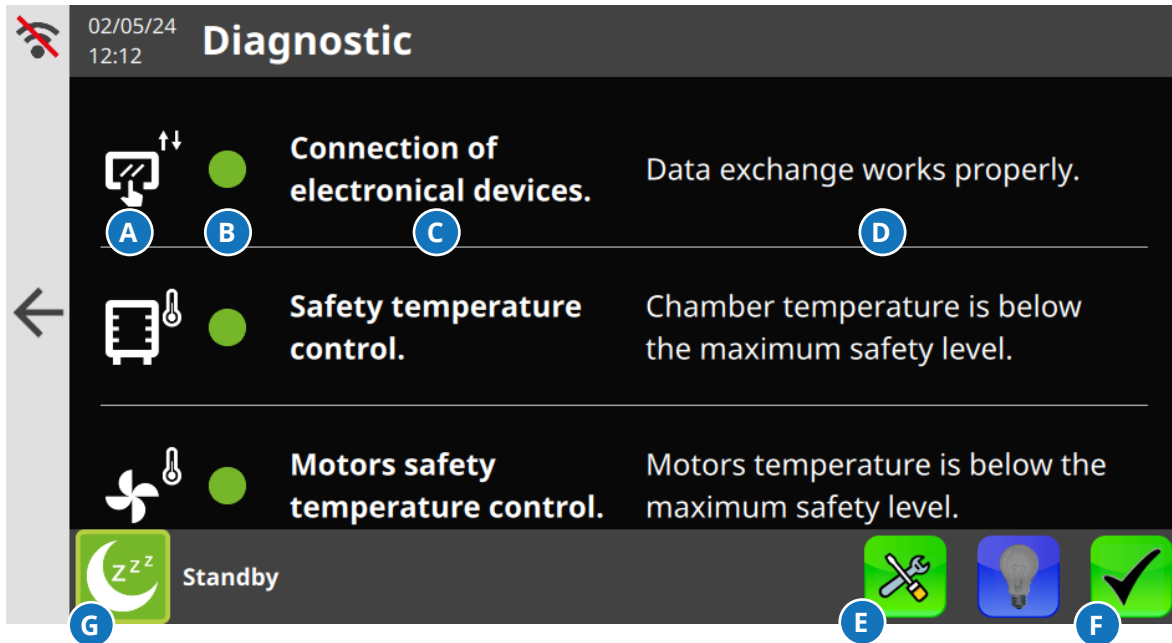 02/05/24
12:12
Diagnostic
Connection of
electronical devices.
Data exchange works properly.
A
B
C
D
Safety temperature
control.
Chamber temperature is below
the maximum safety level.
Motors safety
temperature control.
Motors temperature is below the
maximum safety level.
zzz
Standby
G
E
F